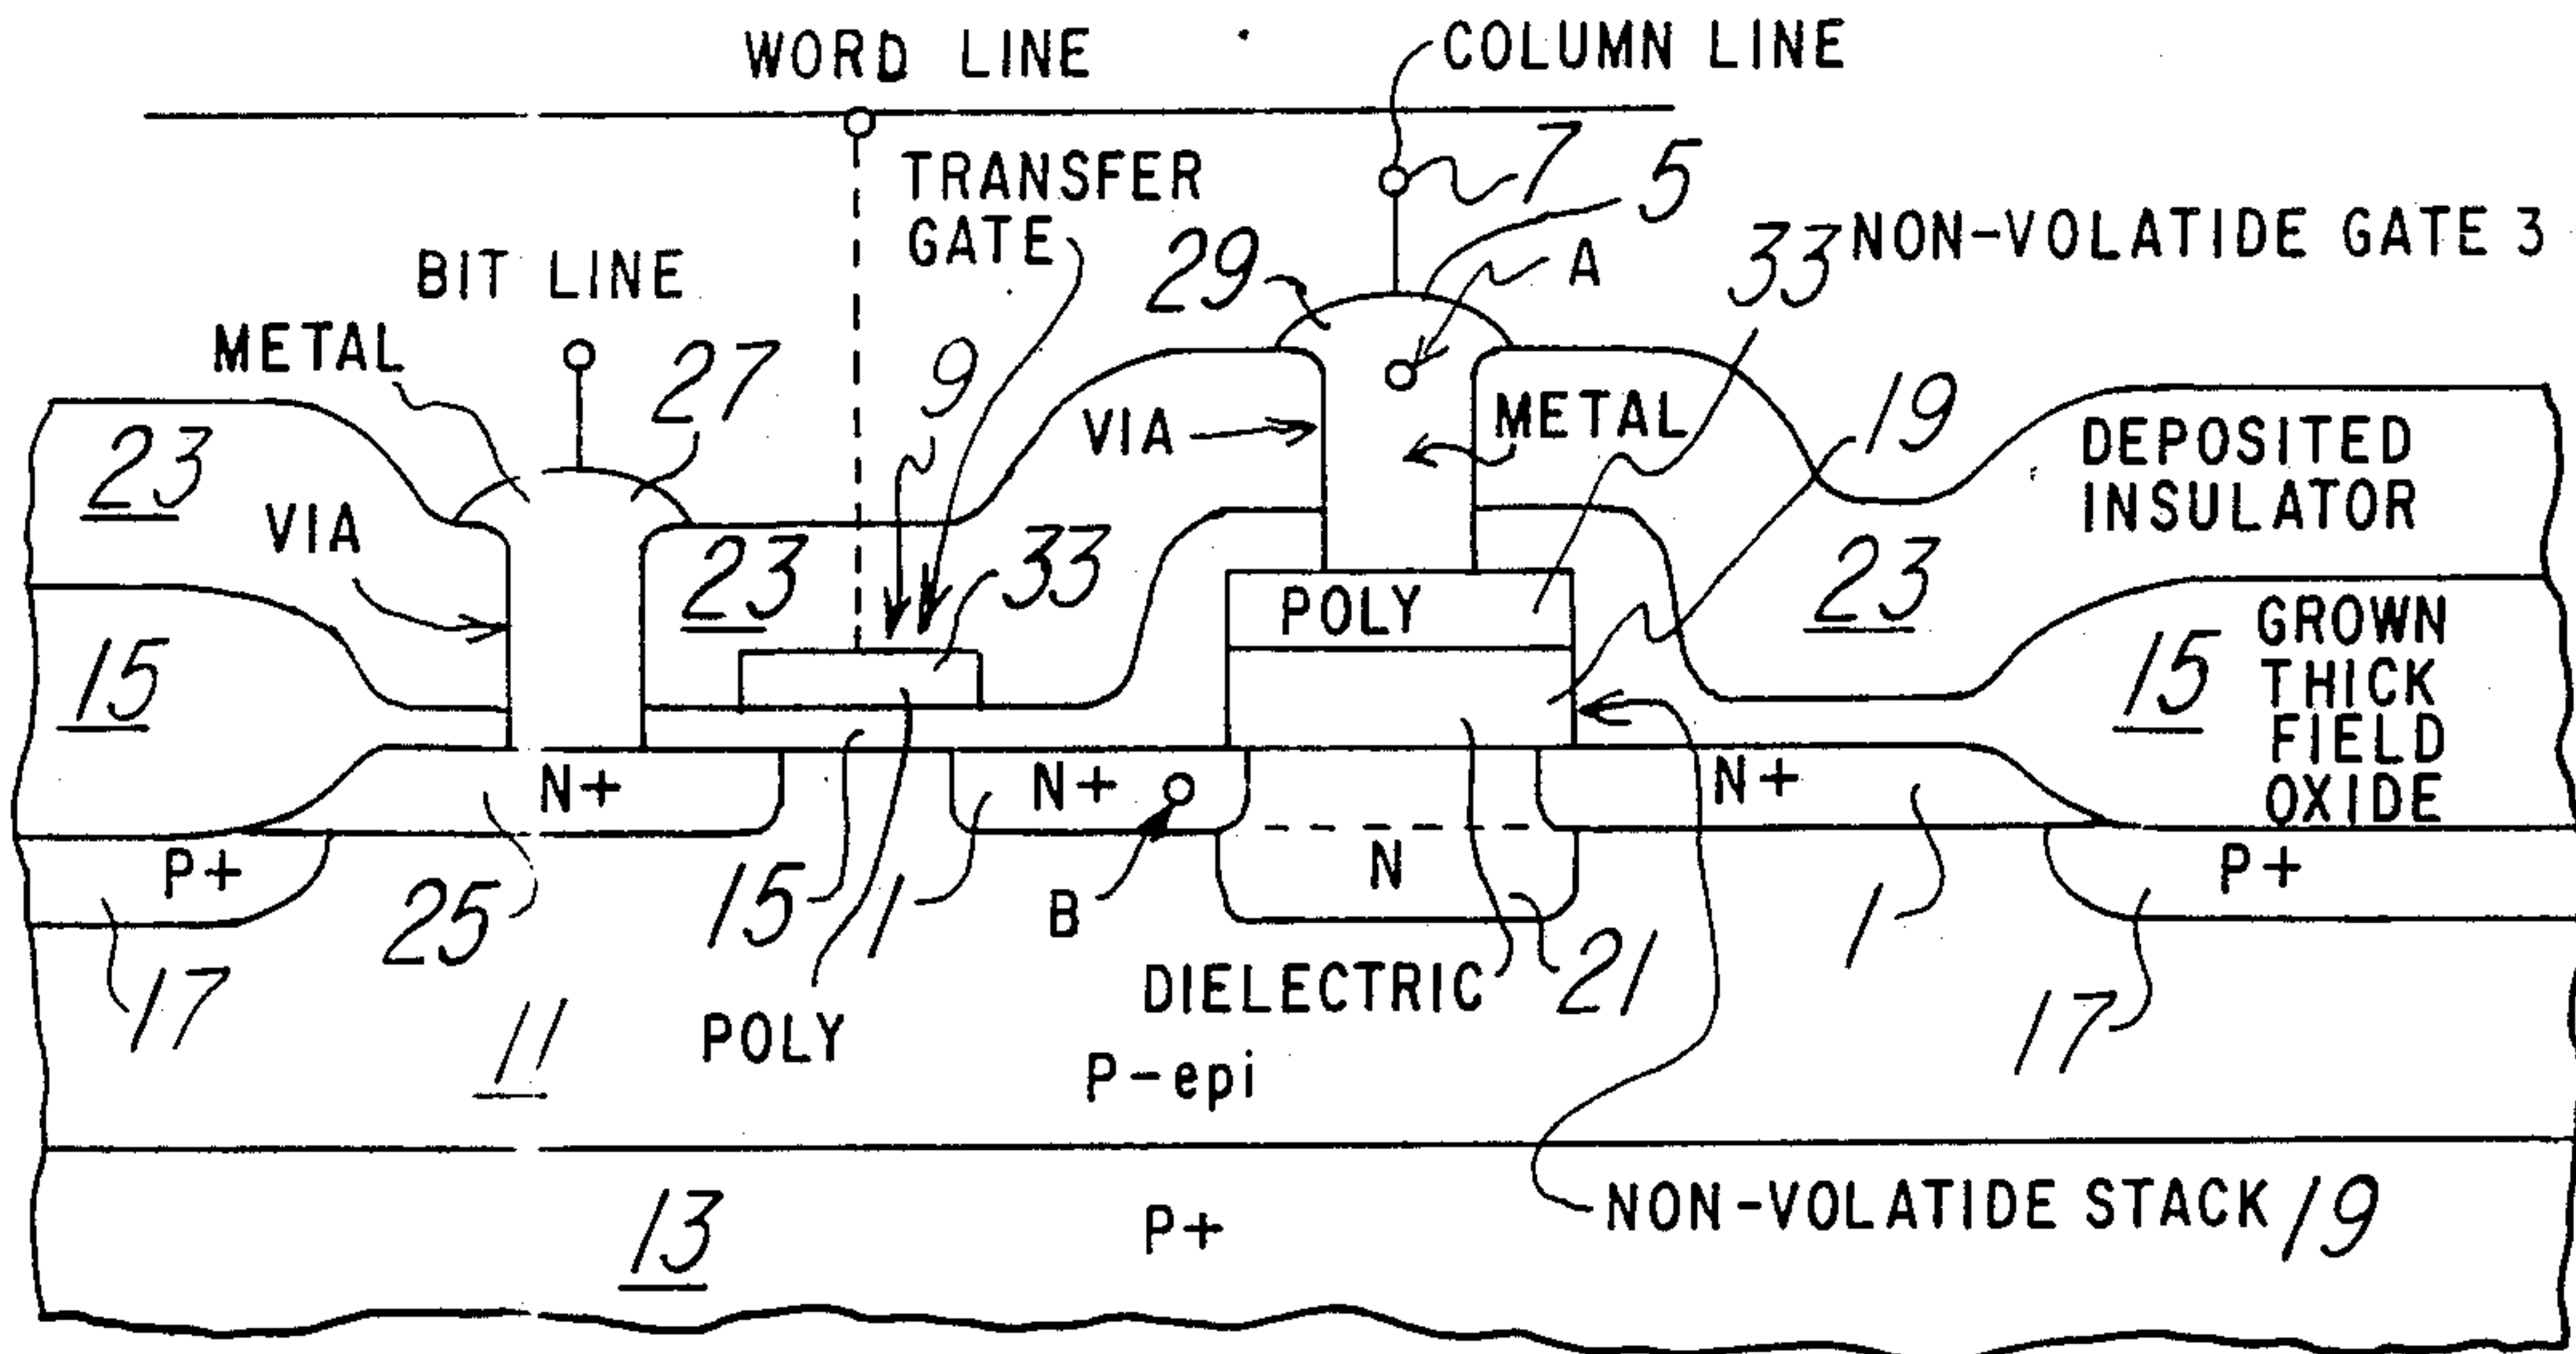 WORD LINE
COLUMN LINE
TRANSFER
GATE
7
5
BIT LINE
29
A
33
NON-VOLATIDE GATE 3
METAL
27
9
VIA
METAL
19
DEPOSITED
INSULATOR
23
VIA
23
33
POLY
23
15
15
GROWN
THICK
FIELD
OXIDE
N+
N+
N+
P+
25
15
1
B
N
1
P+
17
11
POLY
DIELECTRIC
21
17
P-epi
13
P+
NON-VOLATIDE STACK 19